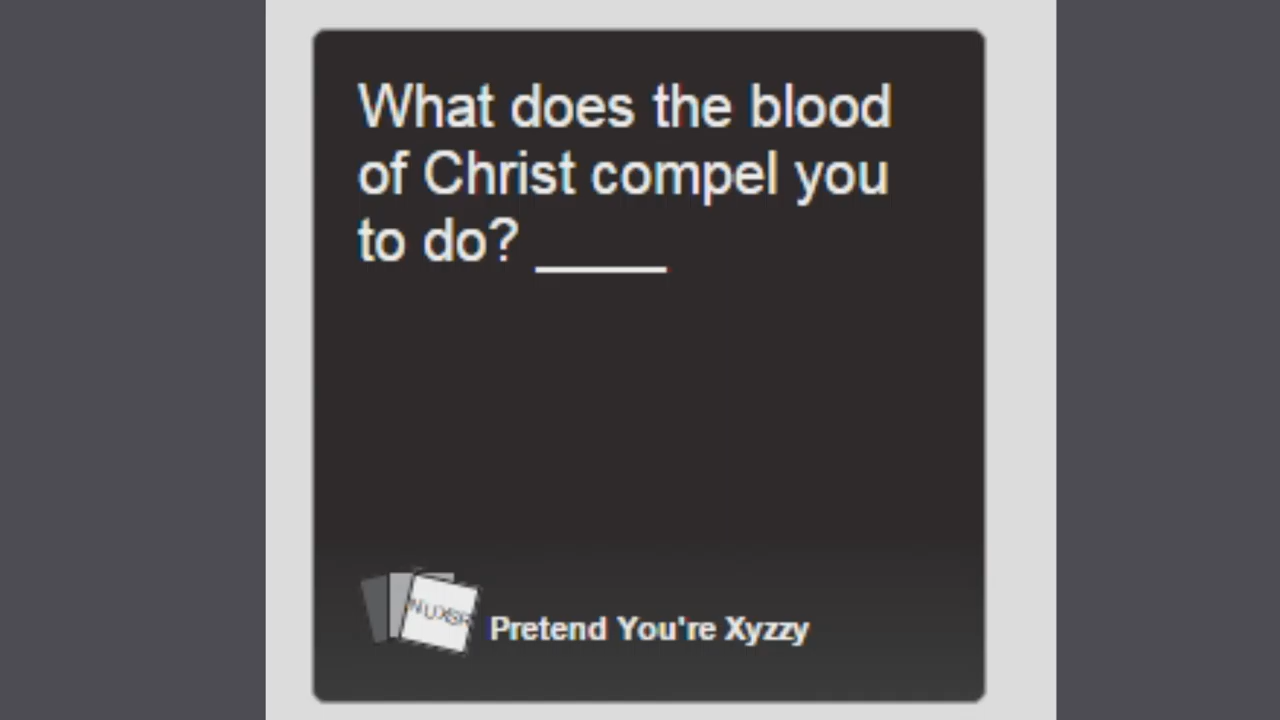 What does the blood
of Christ compel you
to do? _____
Pretend You're Xyzzy